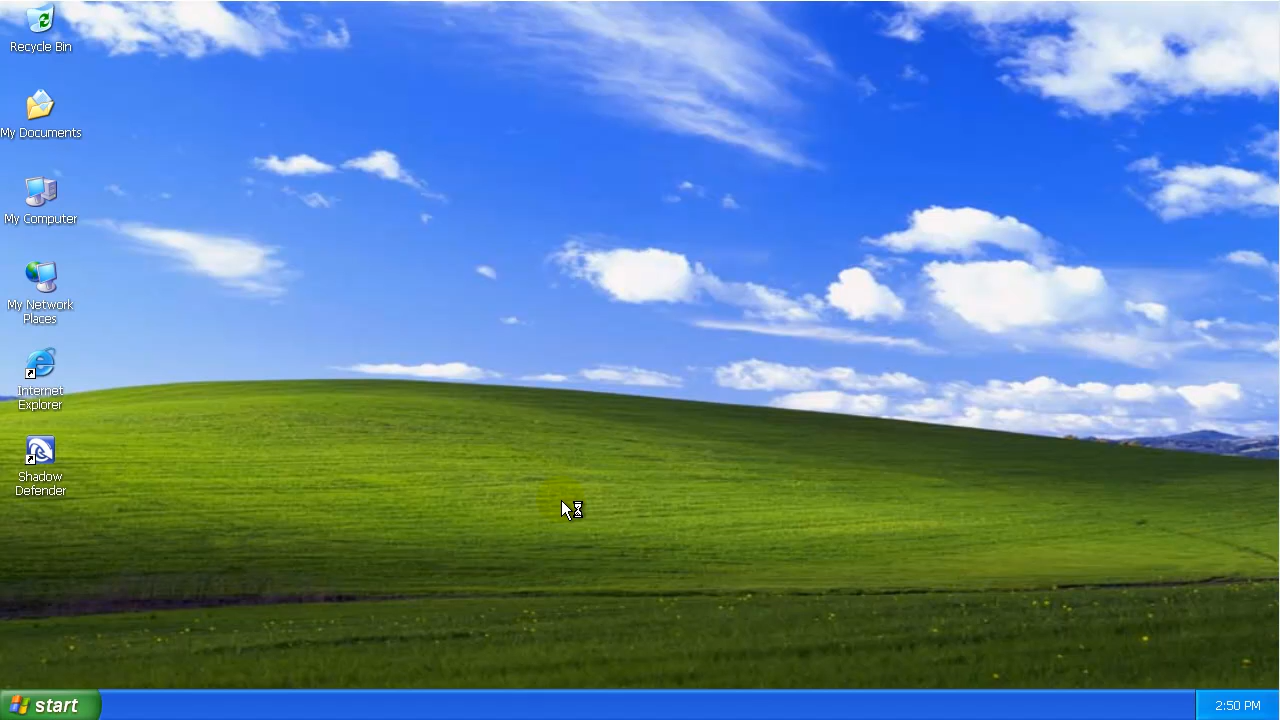 Recycle Bin
My Documents
My Computer
My Network
Places
Internet
Explorer
Shadow
Defender
start
2:50 PM